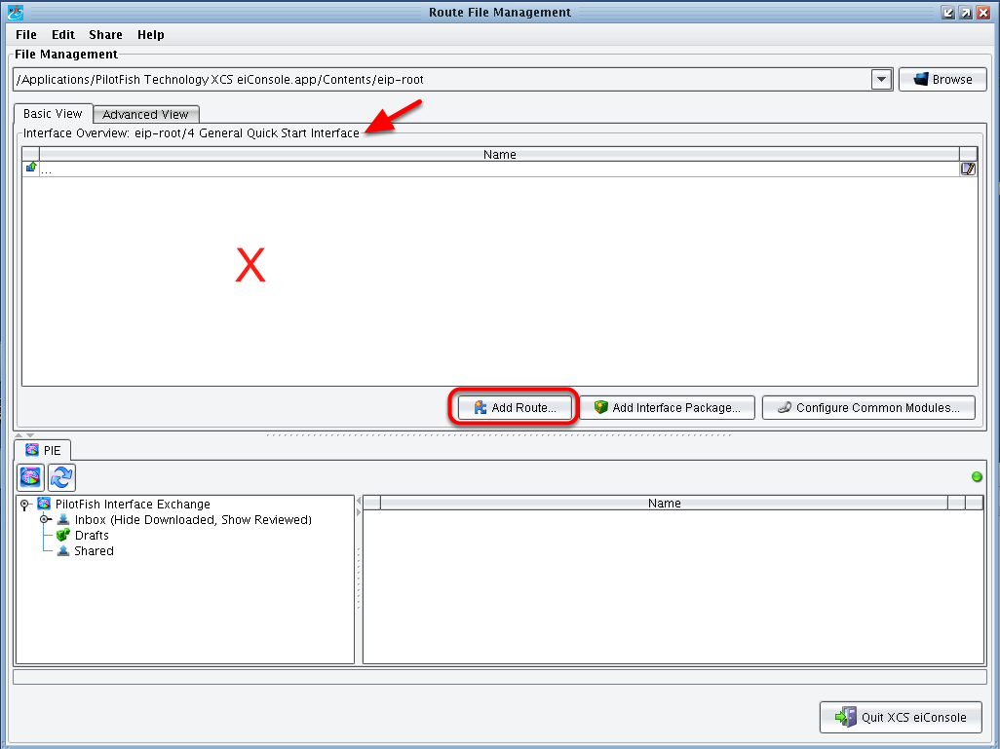 Route File Management
File Edit Share Help
File Management
/Applications/PilotFish Technology XCS eiConsole.app/Contents/eip-root
Browse
Basic View Advanced View
Interface Overview: eip-root/4 General Quick Start Interface
Name
...
X
Add Route... Add Interface Package... Configure Common Modules...
PIE
PilotFish Interface Exchange
Name
Inbox (Hide Downloaded, Show Reviewed)
Drafts
Shared
Quit XCS eiConsole